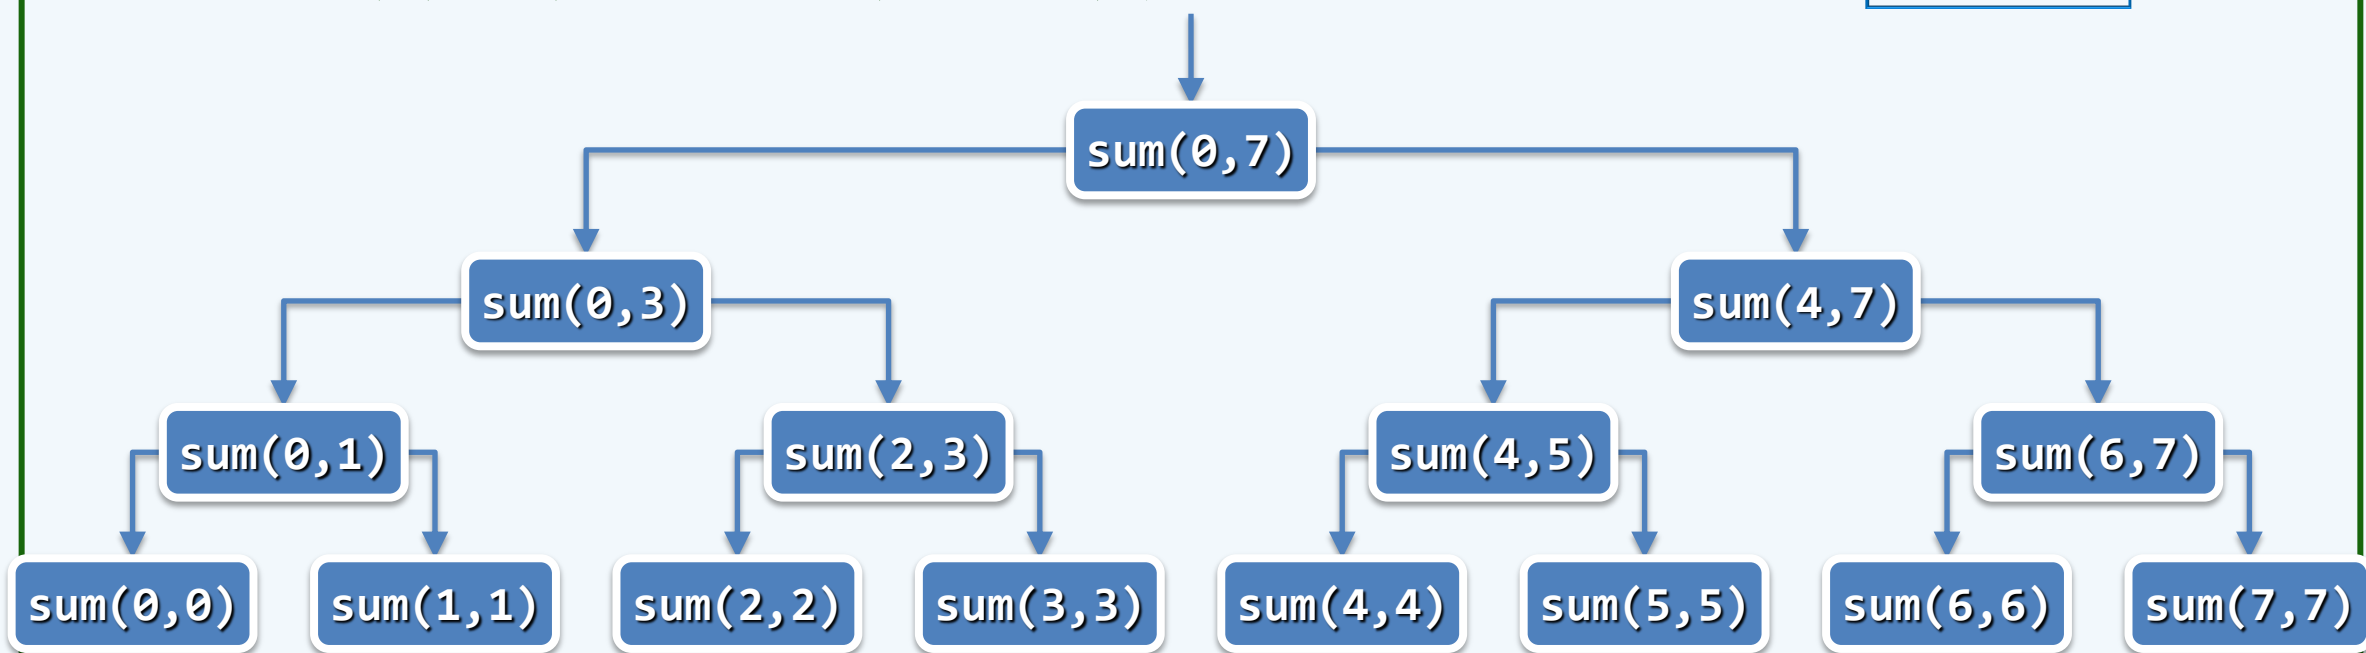 sum(0,7)
sum(0,3)
sum(4,7)
sum(0,1)
sum(2,3)
sum(4,5)
sum(6,7)
sum(0,0)
sum(1,1)
sum(2,2)
sum(3,3)
sum(4,4)
sum(5,5)
sum(6,6)
sum(7,7)